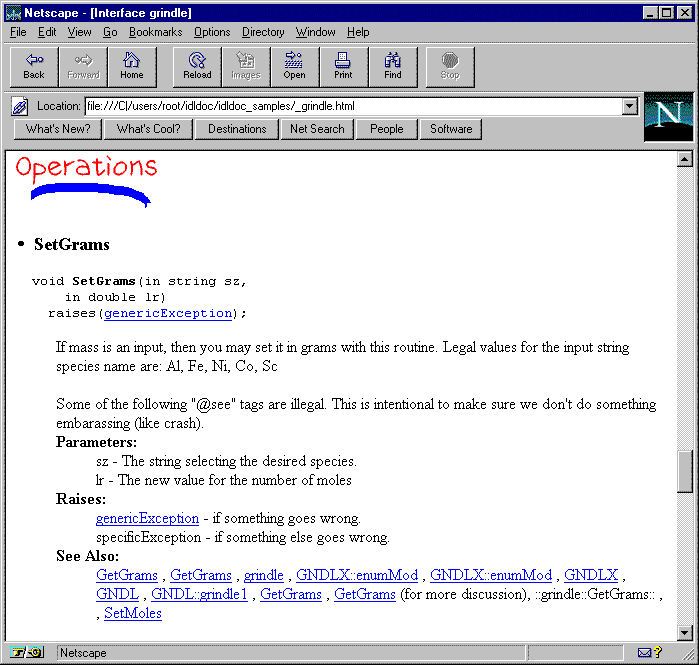 Netscape - [Interface grindle]
File Edit View Go Bookmarks Options Directory Window Help
Back Forward Home Reload Images Open Print Find Stop
Location: file:///C|/users/root/idldoc/idldoc_samples/_grindle.html
N
What's New? What's Cool? Destinations Net Search People Software
Operations
• SetGrams
void SetGrams(in string sz,
in double lr)
raises(genericException);
If mass is an input, then you may set it in grams with this routine. Legal values for the input string
species name are: Al, Fe, Ni, Co, Sc
Some of the following "@see" tags are illegal. This is intentional to make sure we don't do something
embarassing (like crash).
Parameters:
sz - The string selecting the desired species.
lr - The new value for the number of moles
Raises:
genericException - if something goes wrong.
specificException - if something else goes wrong.
See Also:
GetGrams , GetGrams , grindle , GNDLX::enumMod , GNDLX::enumMod , GNDLX ,
GNDL , GNDL::grindel , GetGrams , GetGrams (for more discussion), ::grindle::GetGrams:: ,
, SetMoles
Netscape